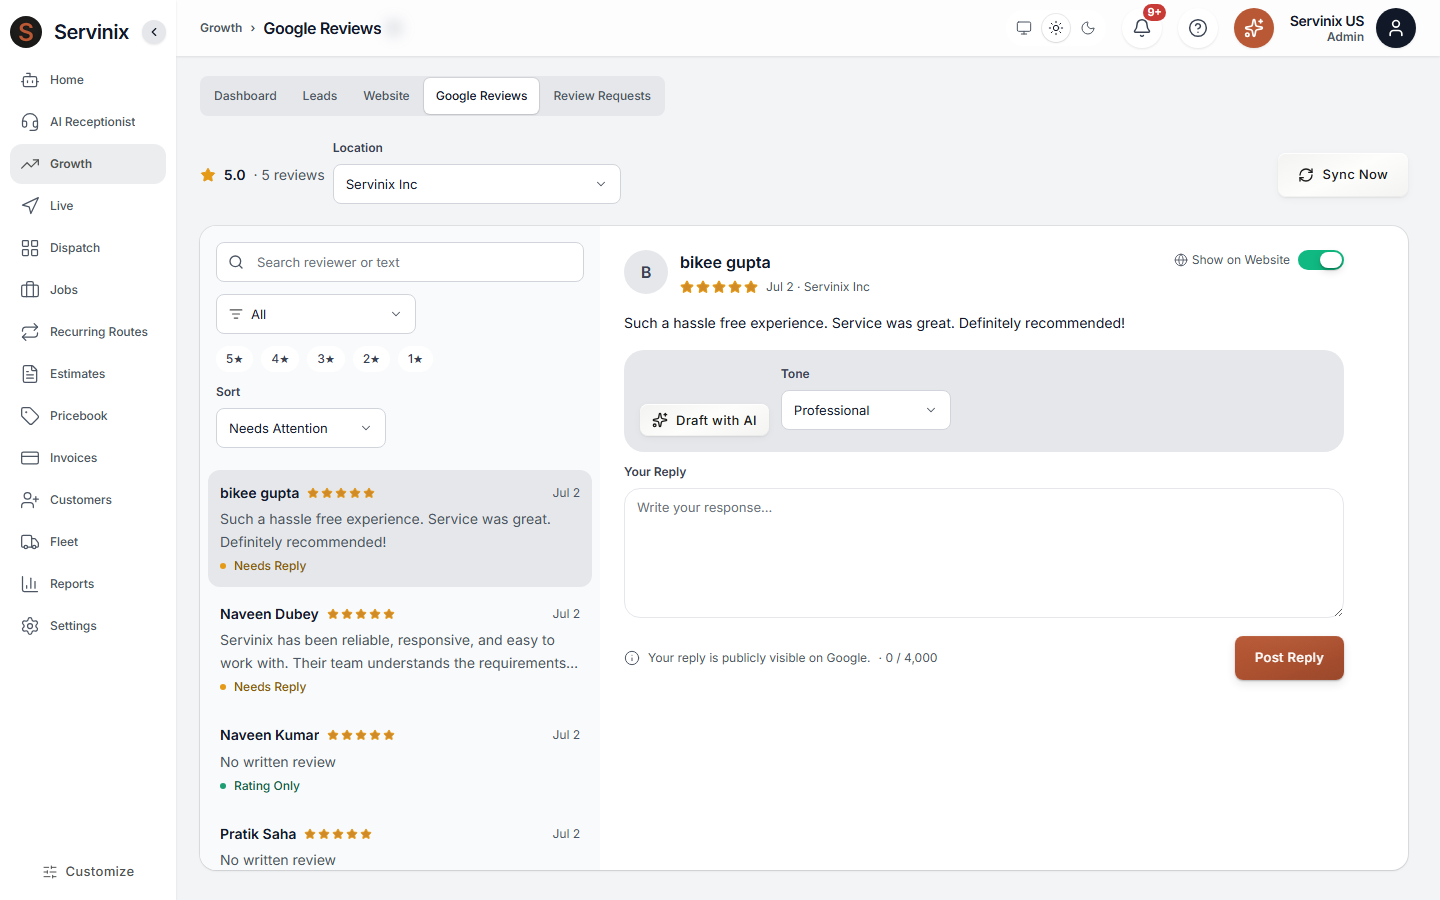 Servinix
Home
AI Receptionist
Growth
Live
Dispatch
Jobs
Recurring Routes
Estimates
Pricebook
Invoices
Customers
Fleet
Reports
Settings
Customize
Growth › Google Reviews
9+
Servinix US
Admin
Dashboard Leads Website Google Reviews Review Requests
Location
5.0 · 5 reviews
Servinix Inc
Sync Now
Search reviewer or text
All
5★ 4★ 3★ 2★ 1★
Sort
Needs Attention
bikee gupta ★★★★★ Jul 2
Such a hassle free experience. Service was great.
Definitely recommended!
Needs Reply
Naveen Dubey ★★★★★ Jul 2
Servinix has been reliable, responsive, and easy to
work with. Their team understands the requirements...
Needs Reply
Naveen Kumar ★★★★★ Jul 2
No written review
Rating Only
Pratik Saha ★★★★★ Jul 2
No written review
B
bikee gupta
★★★★★ Jul 2 · Servinix Inc
Show on Website
Such a hassle free experience. Service was great. Definitely recommended!
Tone
Draft with AI
Professional
Your Reply
Write your response...
Your reply is publicly visible on Google. · 0 / 4,000
Post Reply